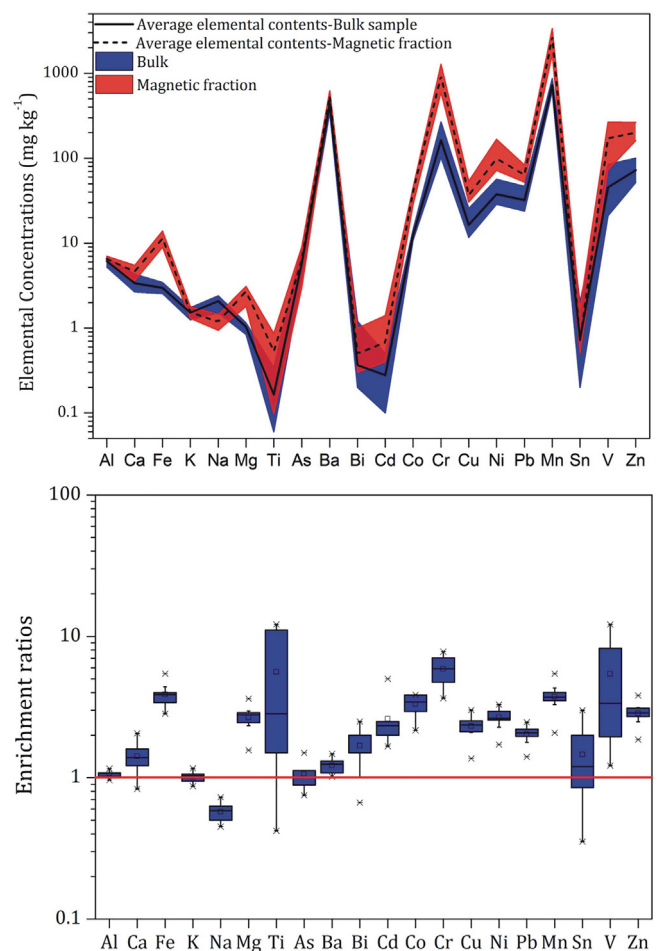 Average elemental contents-Bulk sample
Average elemental contents-Magnetic fraction
Bulk
Magnetic fraction
Elemental Concentrations (mg kg⁻¹)
1000
100
10
1
0.1
Al Ca Fe K Na Mg Ti As Ba Bi Cd Co Cr Cu Ni Pb Mn Sn V Zn
Enrichment ratios
100
10
1
0.1
Al Ca Fe K Na Mg Ti As Ba Bi Cd Co Cr Cu Ni Pb Mn Sn V Zn